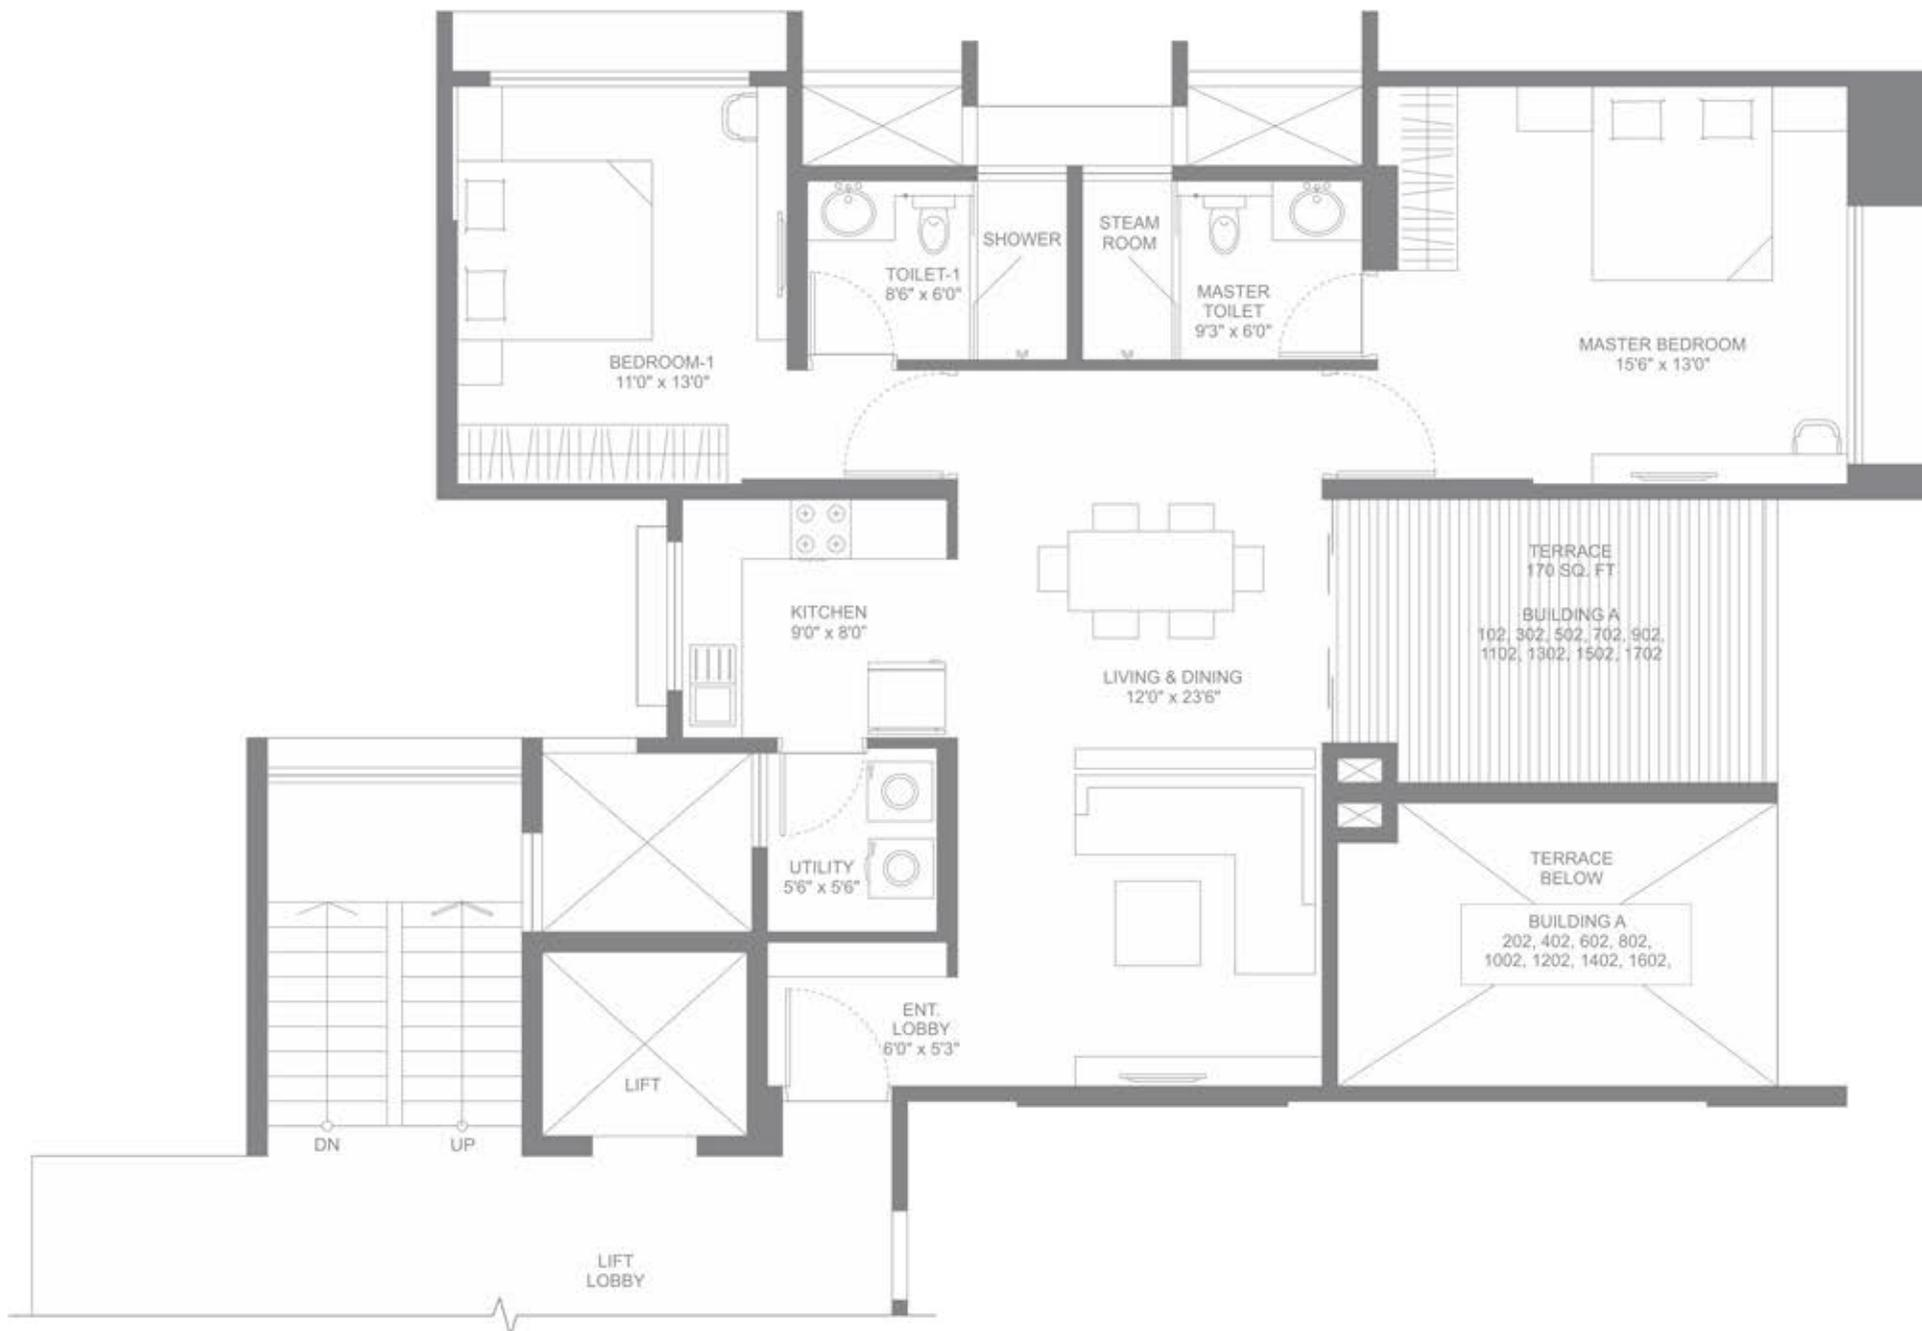 SHOWER
STEAM
ROOM
TOILET-1
8'6" x 6'0"
MASTER
TOILET
9'3" x 6'0"
BEDROOM-1
11'0" x 13'0"
MASTER BEDROOM
15'6" x 13'0"
TERRACE
170 SQ. FT
BUILDING A
102, 302, 502, 702, 902,
1102, 1302, 1502, 1702
KITCHEN
9'0" x 8'0"
LIVING & DINING
12'0" x 23'6"
UTILITY
5'6" x 5'6"
TERRACE
BELOW
BUILDING A
202, 402, 602, 802,
1002, 1202, 1402, 1602,
ENT.
LOBBY
6'0" x 5'3"
LIFT
DN
UP
LIFT
LOBBY